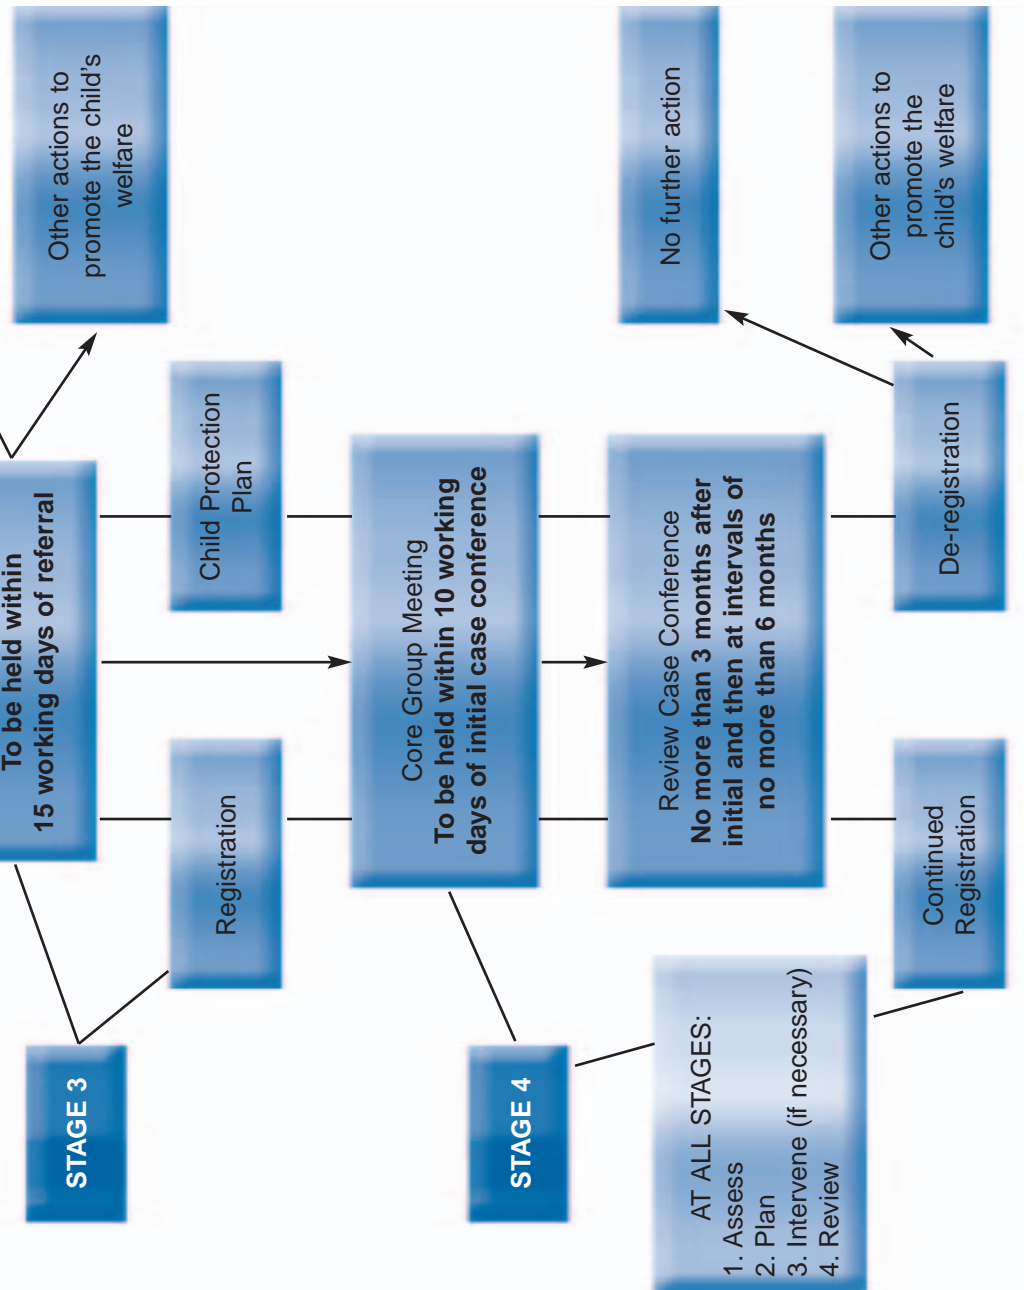 Other actions to
promote the child's
welfare
To be held within
15 working days of referral
STAGE 3
Registration
Child Protection
Plan
Core Group Meeting
To be held within 10 working
days of initial case conference
STAGE 4
Review Case Conference
No more than 3 months after
initial and then at intervals of
no more than 6 months
No further action
AT ALL STAGES:
1. Assess
2. Plan
3. Intervene (if necessary)
4. Review
Continued
Registration
De-registration
Other actions to
promote the
child's welfare